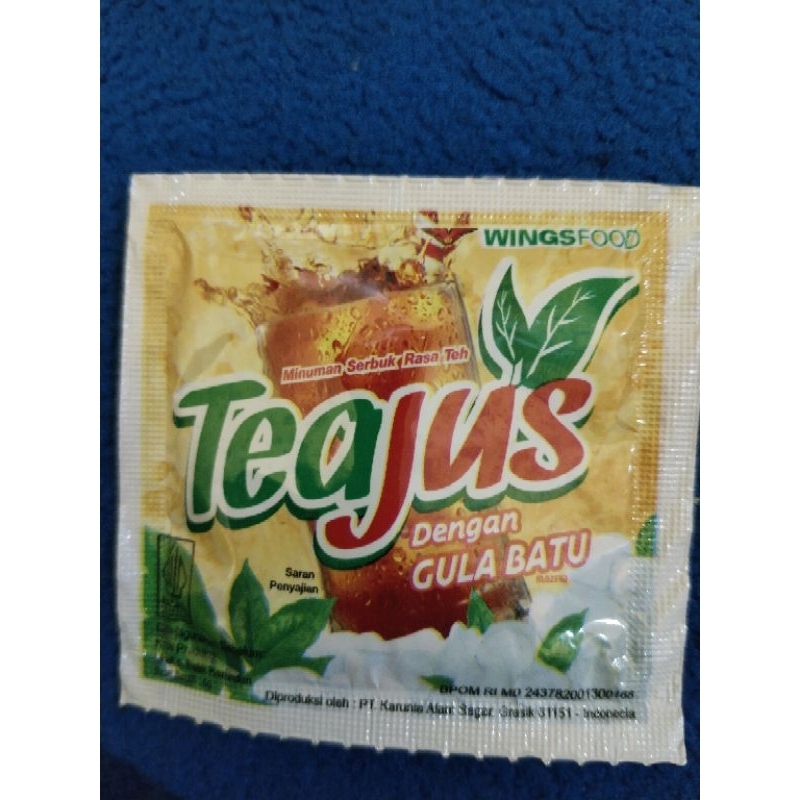 WINGSFOOD
Minuman Serbuk Rasa Teh
Teajus
Dengan
GULA BATU
Saran
Penyajian
BPOM RI MD 243782001300466
Diproduksi oleh : PT. Karunia Alam Segar, Gresik 61151 - Indonesia